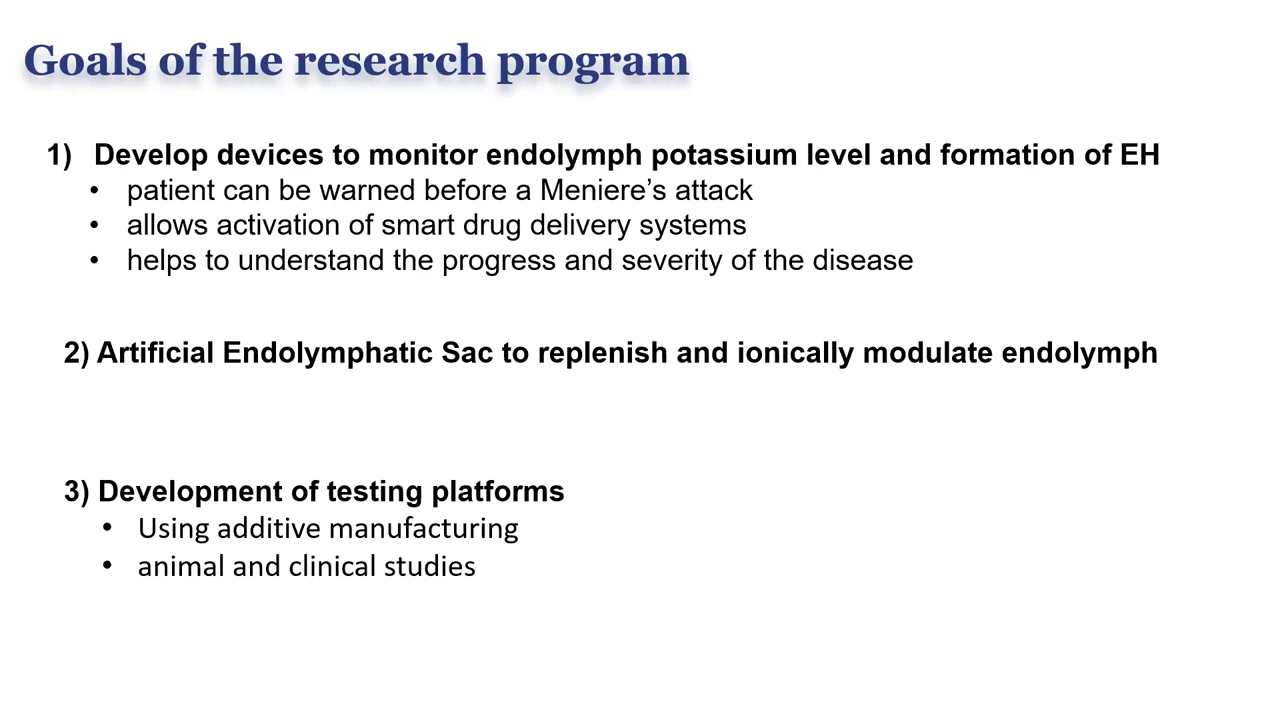 Goals of the research program
1) Develop devices to monitor endolymph potassium level and formation of EH
• patient can be warned before a Meniere’s attack
• allows activation of smart drug delivery systems
• helps to understand the progress and severity of the disease
2) Artificial Endolymphatic Sac to replenish and ionically modulate endolymph
3) Development of testing platforms
• Using additive manufacturing
• animal and clinical studies